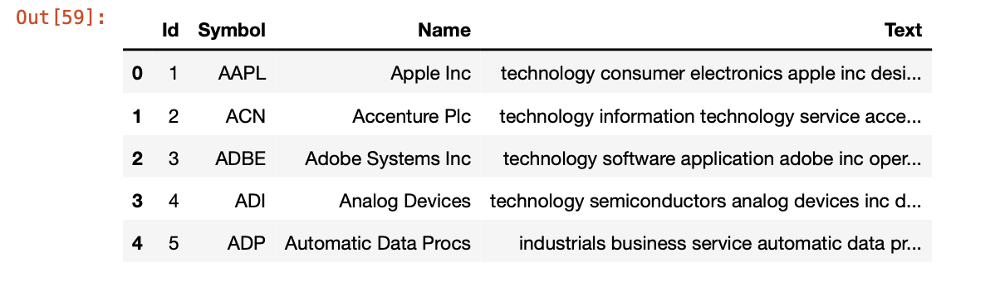 Out[59]:
Id Symbol Name Text
0 1 AAPL Apple Inc technology consumer electronics apple inc desi...
1 2 ACN Accenture Plc technology information technology service acce...
2 3 ADBE Adobe Systems Inc technology software application adobe inc oper...
3 4 ADI Analog Devices technology semiconductors analog devices inc d...
4 5 ADP Automatic Data Procs industrials business service automatic data pr...